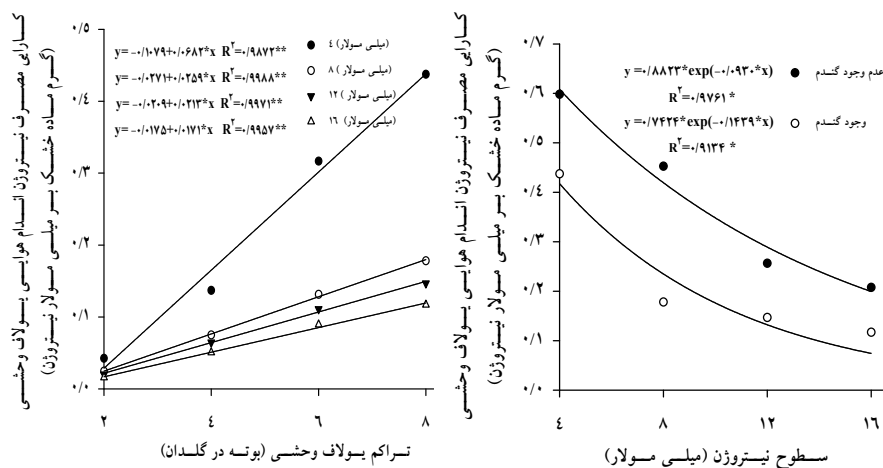 کارایی مصرف نیتروژن اندام هوایی یولاف وحشی
(گرم ماده خشک بر میلی مولار نیتروژن)
۰/۵
۰/۴
۰/۳
۰/۲
۰/۱
۰/۰
y= -۰/۱۰۷۹+۰/۰۶۸۲*x R²=۰/۹۸۷۲** ● ۴ (میلی مولار)
y= -۰/۰۲۷۱+۰/۰۲۵۹*x R²=۰/۹۹۸۸** ○ ۸ (میلی مولار)
y= -۰/۰۲۰۹+۰/۰۲۱۳*x R²=۰/۹۹۷۱** ▼ ۱۲ (میلی مولار)
y= -۰/۰۱۷۵+۰/۰۱۷۱*x R²=۰/۹۹۵۷** △ ۱۶ (میلی مولار)
۲ ۴ ۶ ۸
تراکم یولاف وحشی (بوته در گلدان)
کارایی مصرف نیتروژن اندام هوایی یولاف وحشی
(گرم ماده خشک بر میلی مولار نیتروژن)
۰/۷
۰/۶
۰/۵
۰/۴
۰/۳
۰/۲
۰/۱
۰/۰
y =۰/۸۸۲۳*exp(-۰/۰۹۳۰*x) ● عدم وجود گندم
R²=۰/۹۷۶۱ *
y =۰/۷۴۲۴*exp(-۰/۱۴۳۹*x) ○ وجود گندم
R²=۰/۹۱۳۴ *
۴ ۸ ۱۲ ۱۶
سطوح نیتروژن (میلی مولار)